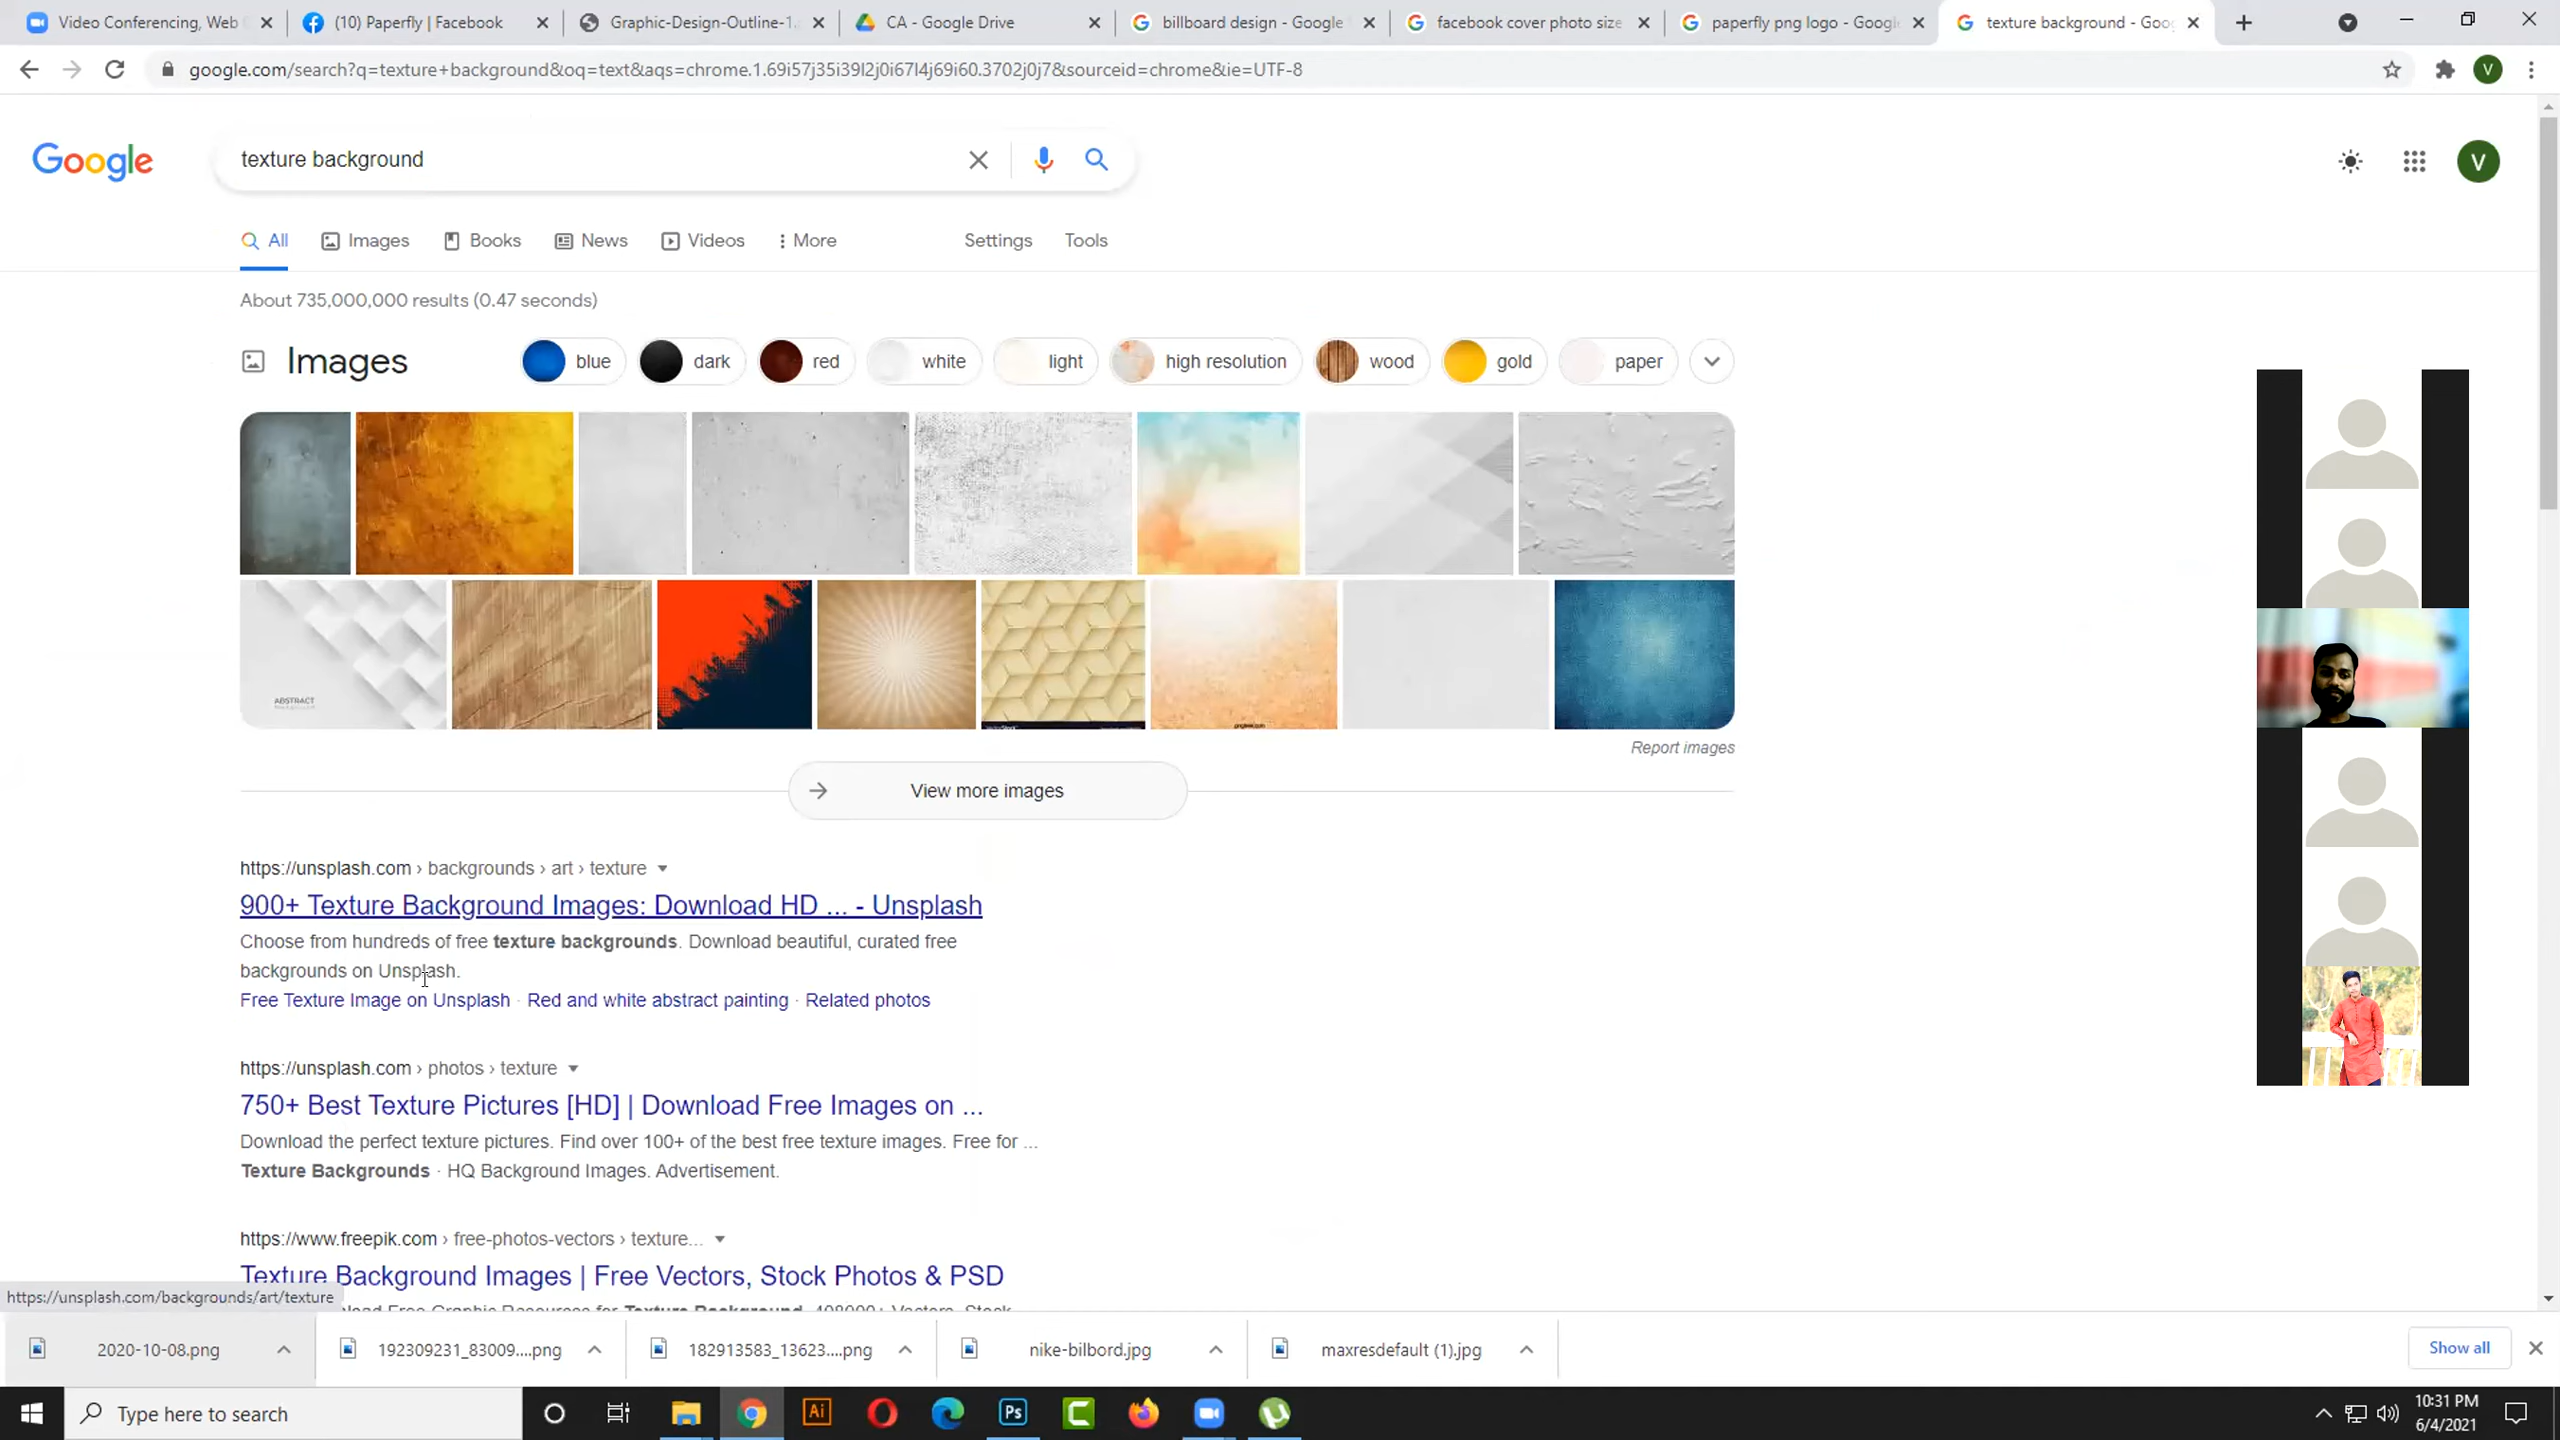 Video Conferencing, Web
(10) Paperfly | Facebook
Graphic-Design-Outline-1.
CA - Google Drive
billboard design - Google
facebook cover photo size
paperfly png logo - Google
texture background - Goo
google.com/search?q=texture+background&oq=text&aqs=chrome.1.69i57j35i39l2j0i67l4j69i60.3702j0j7&sourceid=chrome&ie=UTF-8
V
Google
texture background
V
All
Images
Books
News
Videos
More
Settings
Tools
About 735,000,000 results (0.47 seconds)
Images
blue
dark
red
white
light
high resolution
wood
gold
paper
ABSTRACT
Report images
View more images
https://unsplash.com › backgrounds › art › texture
900+ Texture Background Images: Download HD ... - Unsplash
Choose from hundreds of free texture backgrounds. Download beautiful, curated free
backgrounds on Unsplash.
Free Texture Image on Unsplash · Red and white abstract painting · Related photos
https://unsplash.com › photos › texture
750+ Best Texture Pictures [HD] | Download Free Images on ...
Download the perfect texture pictures. Find over 100+ of the best free texture images. Free for ...
Texture Backgrounds · HQ Background Images. Advertisement.
https://www.freepik.com › free-photos-vectors › texture...
Texture Background Images | Free Vectors, Stock Photos & PSD
https://unsplash.com/backgrounds/art/texture
2020-10-08.png
192309231_83009....png
182913583_13623....png
nike-bilbord.jpg
maxresdefault (1).jpg
Show all
Type here to search
Ai
Ps
10:31 PM
6/4/2021